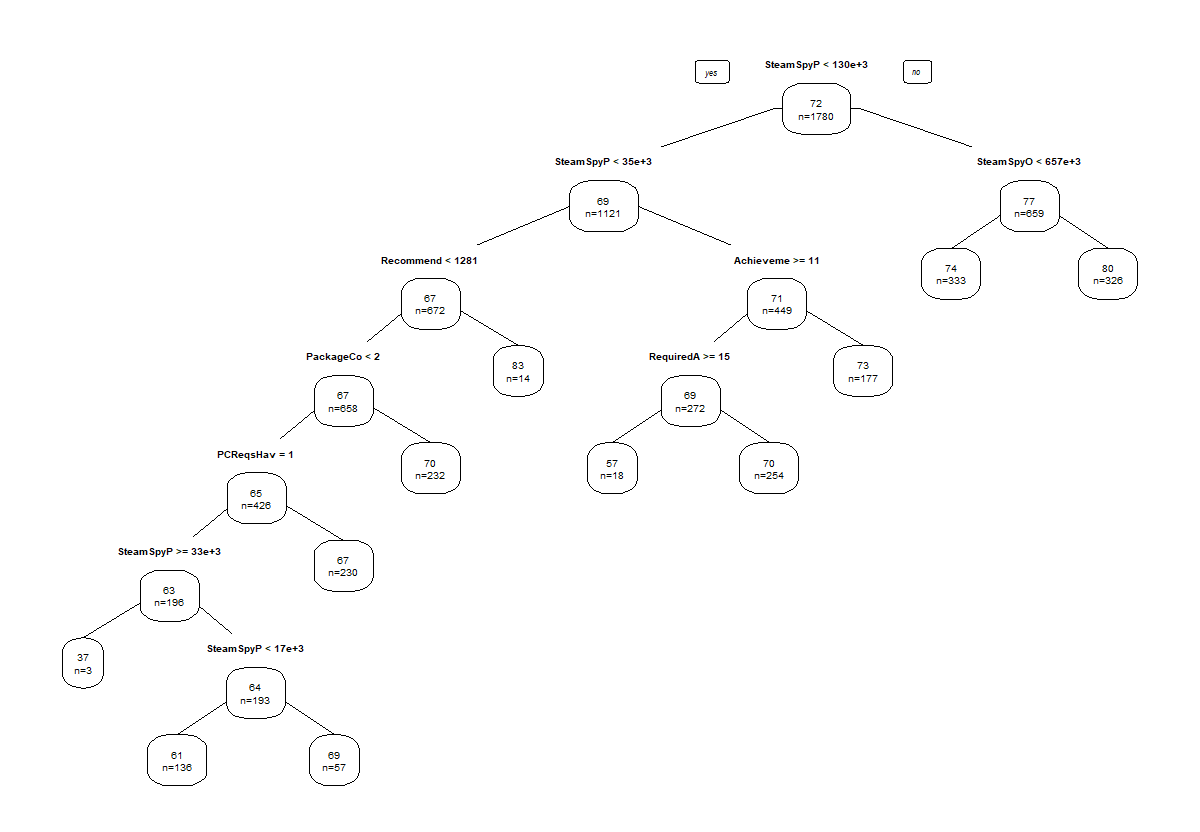 yes
SteamSpyP < 130e+3
no
72
n=1780
SteamSpyP < 35e+3
SteamSpyO < 657e+3
69
n=1121
77
n=659
Recommend < 1281
Achieveme >= 11
74
n=333
80
n=326
67
n=672
71
n=449
PackageCo < 2
83
n=14
RequiredA >= 15
73
n=177
67
n=658
69
n=272
PCReqsHav = 1
70
n=232
57
n=18
70
n=254
65
n=426
SteamSpyP >= 33e+3
67
n=230
63
n=196
SteamSpyP < 17e+3
37
n=3
64
n=193
61
n=136
69
n=57